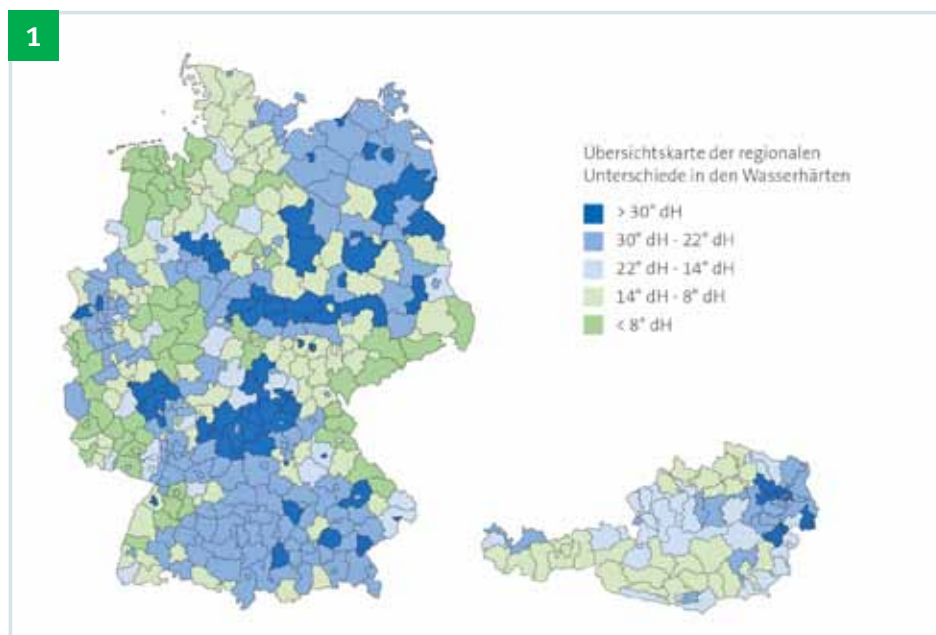 1
Übersichtskarte der regionalen
Unterschiede in den Wasserhärten
> 30° dH
30° dH - 22° dH
22° dH - 14° dH
14° dH - 8° dH
< 8° dH